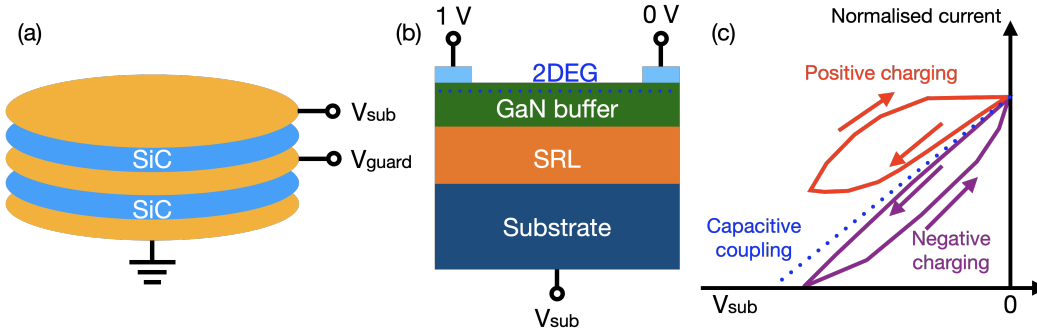 (a)
Vsub
SiC
Vguard
SiC
(b)
1 V
0 V
2DEG
GaN buffer
SRL
Substrate
Vsub
(c)
Normalised current
Positive charging
Capacitive
coupling
Negative
charging
Vsub
0